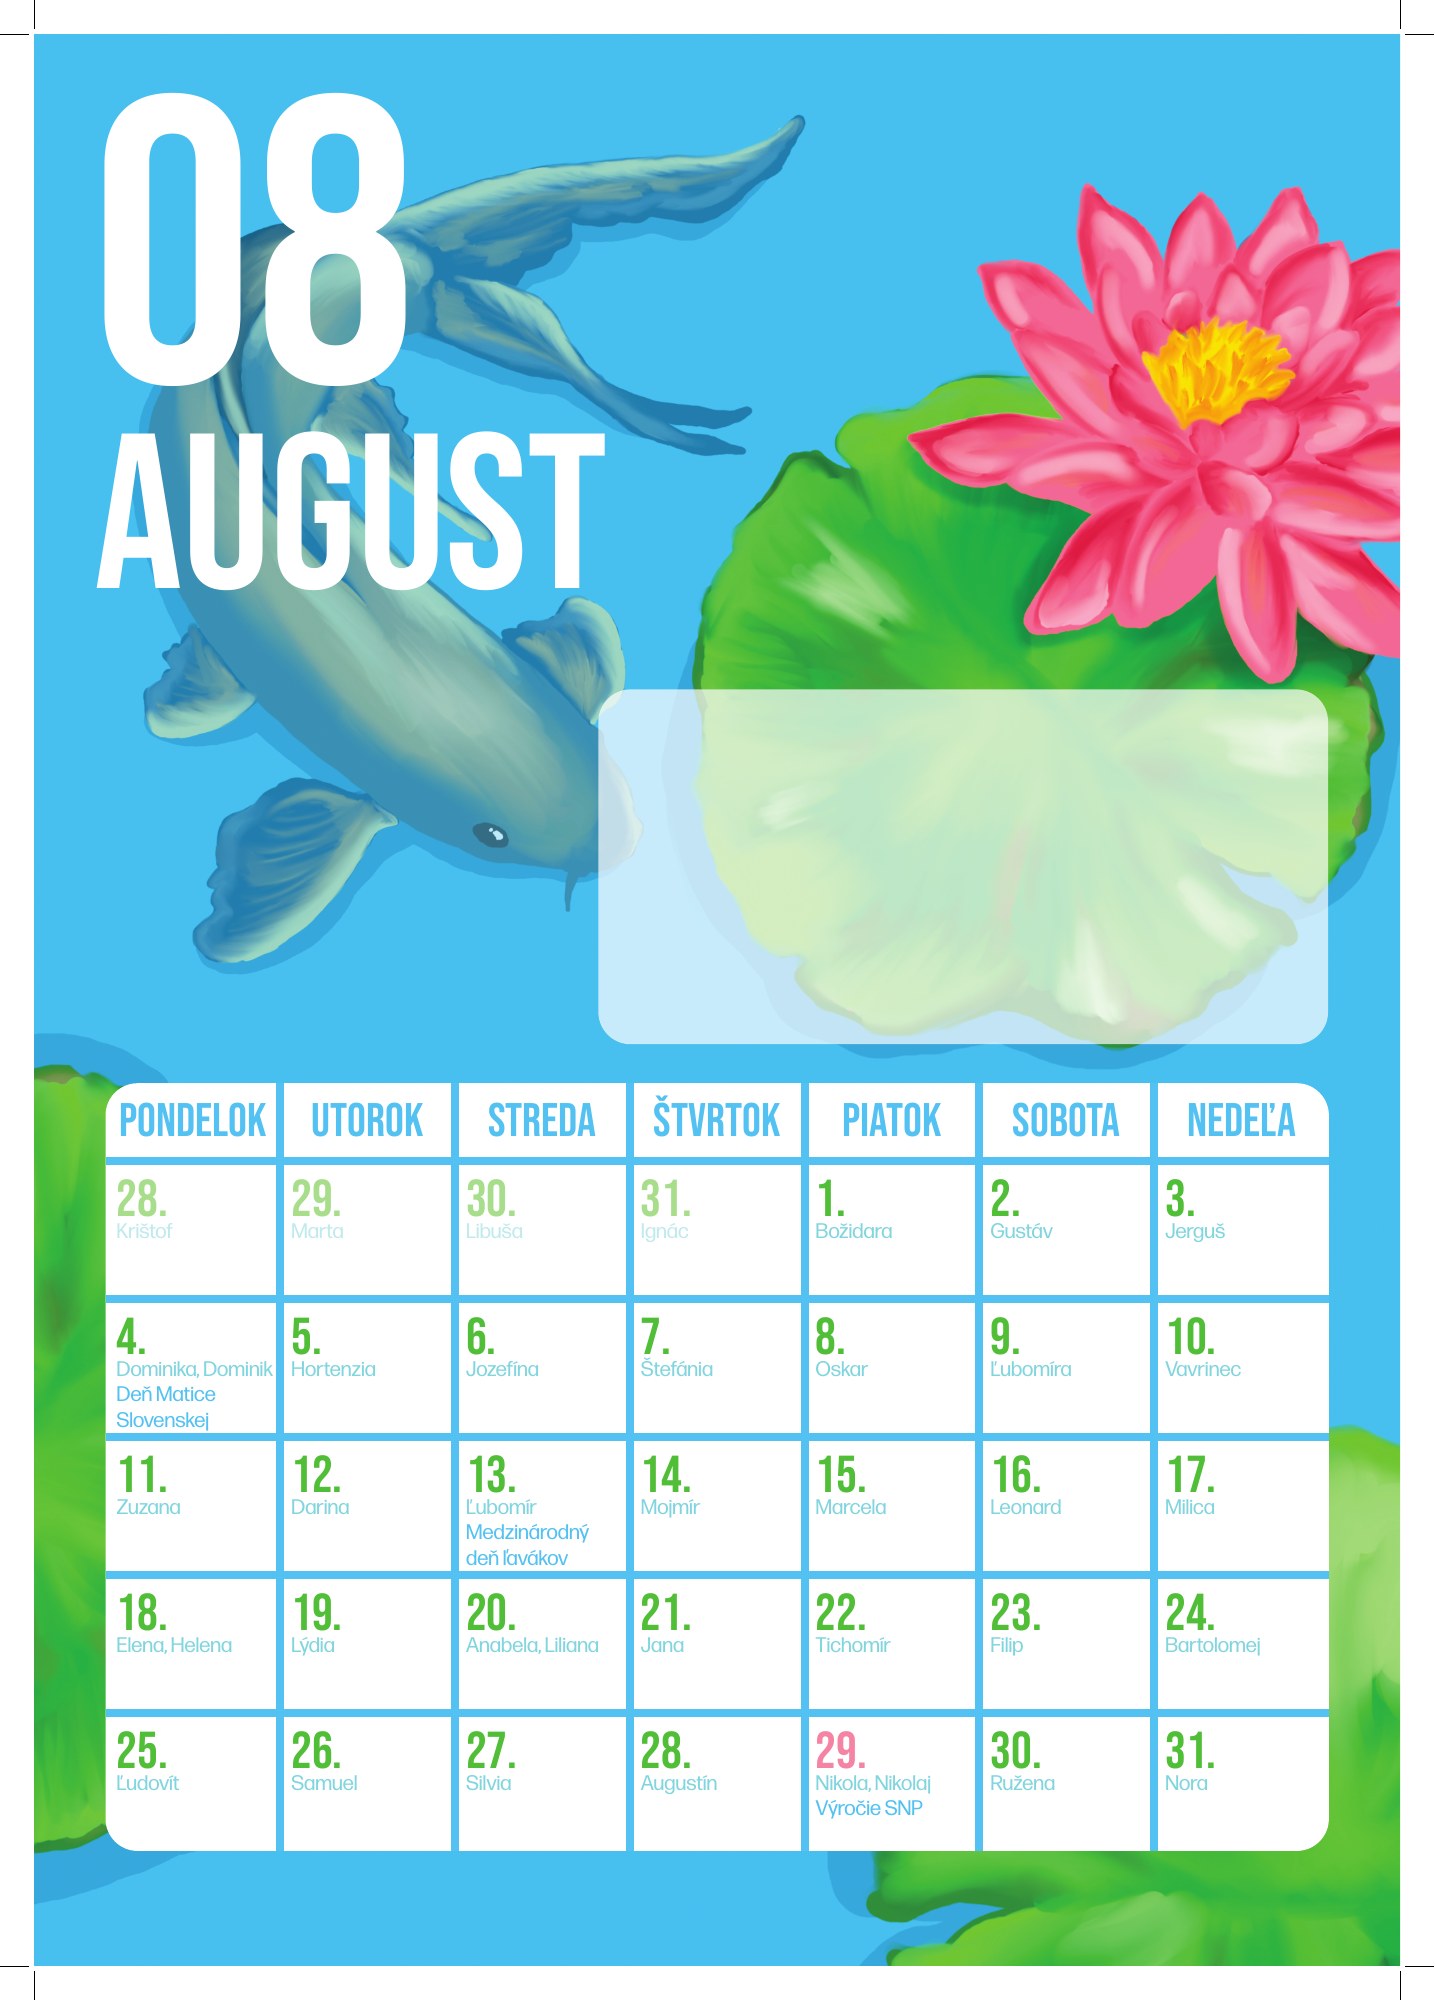 08
AUGUST
PONDELOK UTOROK STREDA ŠTVRTOK PIATOK SOBOTA NEDEĽA
28. 29. 30. 31. 1. 2. 3.
Krištof Marta Libuša Ignác Božidara Gustáv Jerguš
4. 5. 6. 7. 8. 9. 10.
Dominika, Dominik Hortenzia Jozefína Štefánia Oskar Ľubomíra Vavrinec
Deň Matice
Slovenskej
11. 12. 13. 14. 15. 16. 17.
Zuzana Darina Ľubomír Mojmír Marcela Leonard Milica
Medzinárodný
deň ľavákov
18. 19. 20. 21. 22. 23. 24.
Elena, Helena Lýdia Anabela, Liliana Jana Tichomír Filip Bartolomej
25. 26. 27. 28. 29. 30. 31.
Ľudovít Samuel Silvia Augustín Nikola, Nikolaj Ružena Nora
Výročie SNP